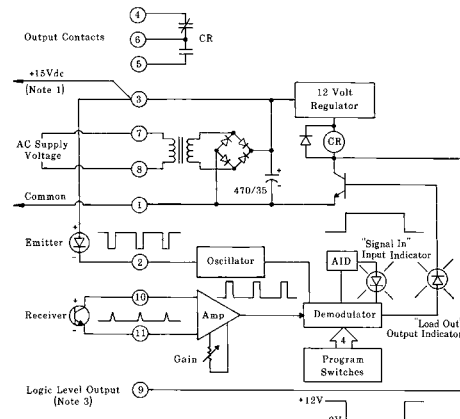 4
Output Contacts
6
CR
5
+15Vdc
(Note 1)
3
12 Volt
Regulator
7
AC Supply
Voltage
8
CR
+
-
470/35
Common
1
+
Emitter
-
2
Oscillator
"Signal In"
Input Indicator
AID
10
+
Receiver
-
11
Amp
Demodulator
"Load Out
Output Indicator
Gain
4
Program
Switches
Logic Level Output
(Note 3)
9
+12V
0V